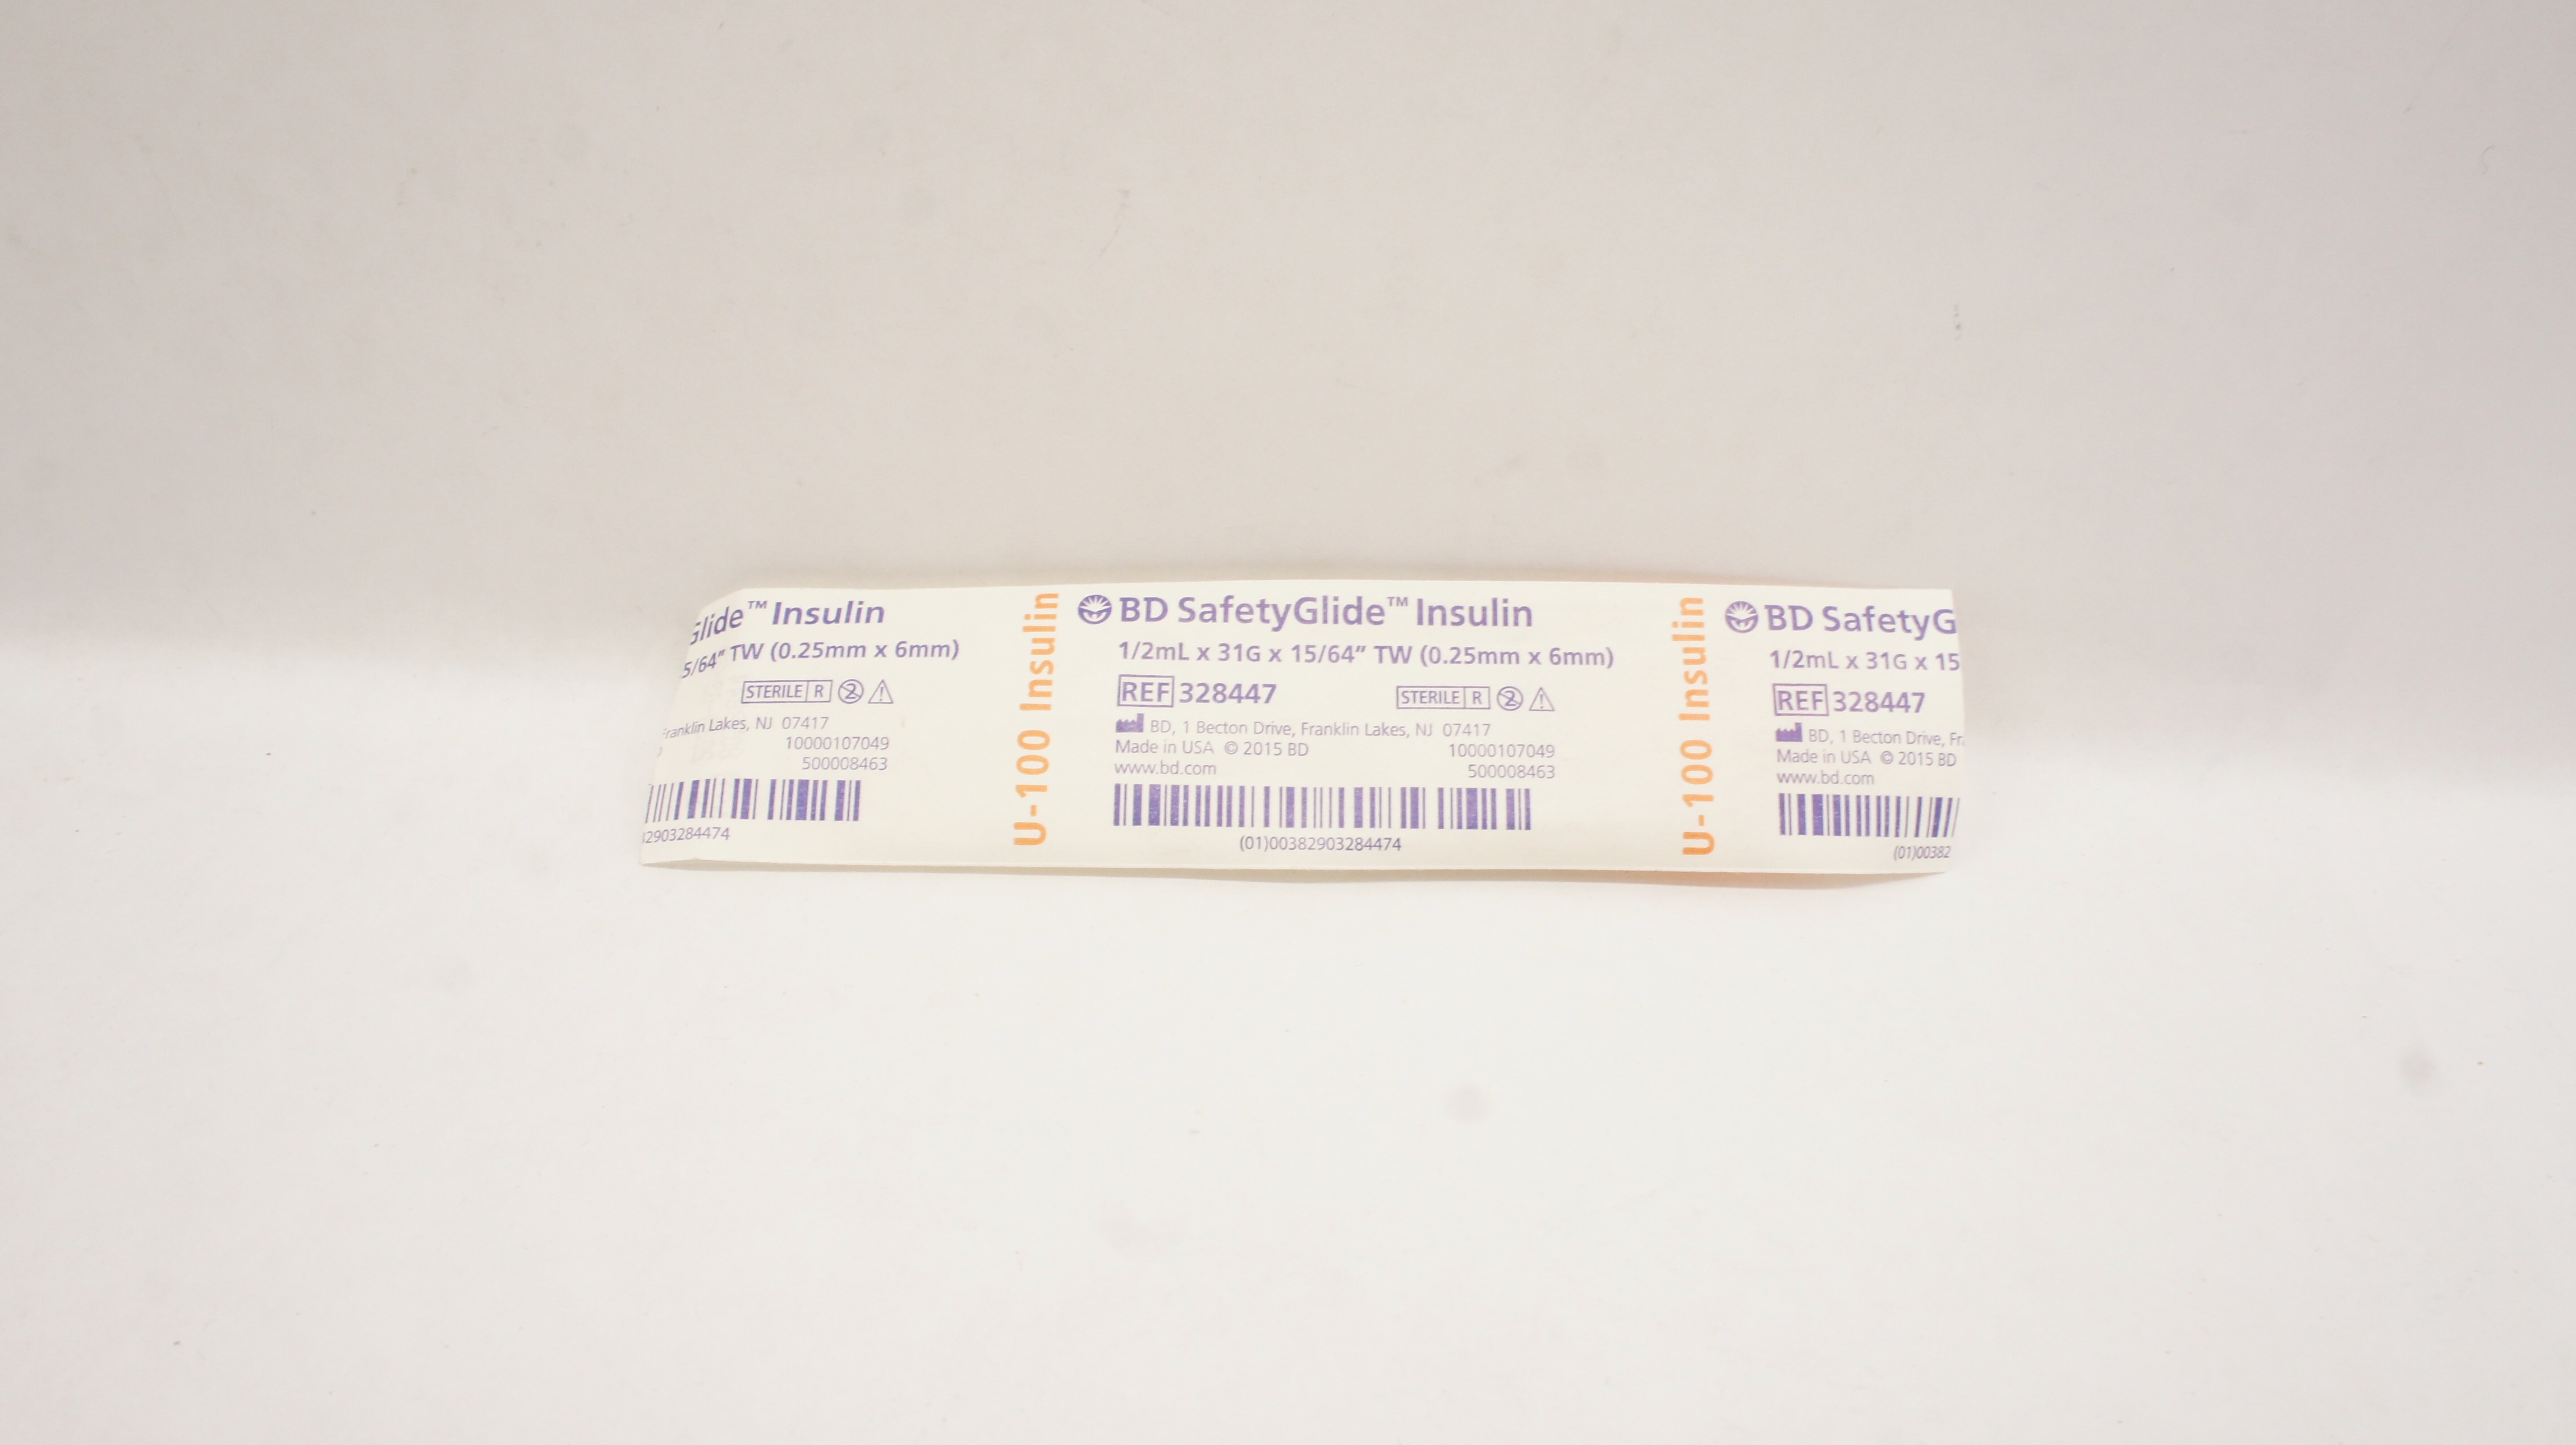 Glide™ Insulin
5/64" TW (0.25mm x 6mm)
STERILE R
Franklin Lakes, NJ 07417
10000107049
500008463
2903284474
U-100 Insulin
BD SafetyGlide™ Insulin
1/2mL x 31G x 15/64" TW (0.25mm x 6mm)
REF 328447 STERILE R 2
BD, 1 Becton Drive, Franklin Lakes, NJ 07417
Made in USA © 2015 BD 10000107049
www.bd.com 500008463
(01)00382903284474
U-100 Insulin
BD SafetyG
1/2mL x 31G x 15
REF 328447
BD, 1 Becton Drive, Fr
Made in USA © 2015 BD
www.bd.com
(01)00382